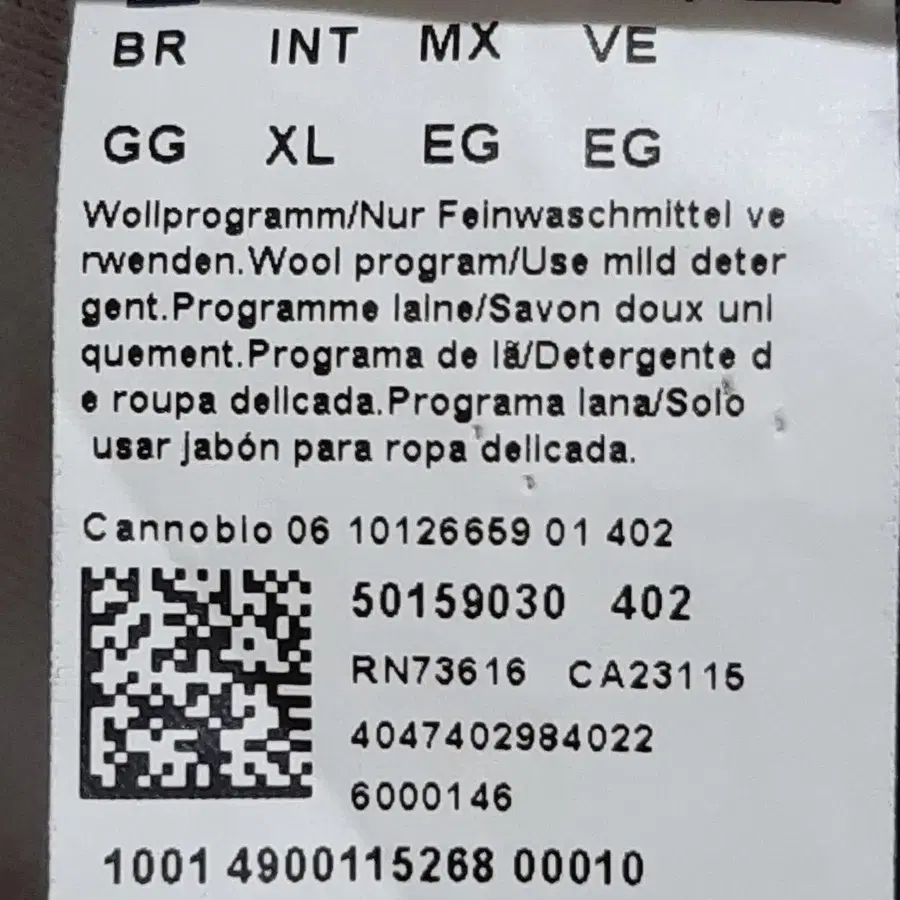 BR INT MX VE
GG XL EG EG
Wollprogramm/Nur Feinwaschmittel ve
rwenden.Wool program/Use mild deter
gent.Programme laine/Savon doux uni
quement.Programa de lã/Detergente d
e roupa delicada.Programa lana/Solo
usar jabón para ropa delicada.
Cannobio 06 10126659 01 402
50159030 402
RN73616 CA23115
4047402984022
6000146
1001 4900115268 00010